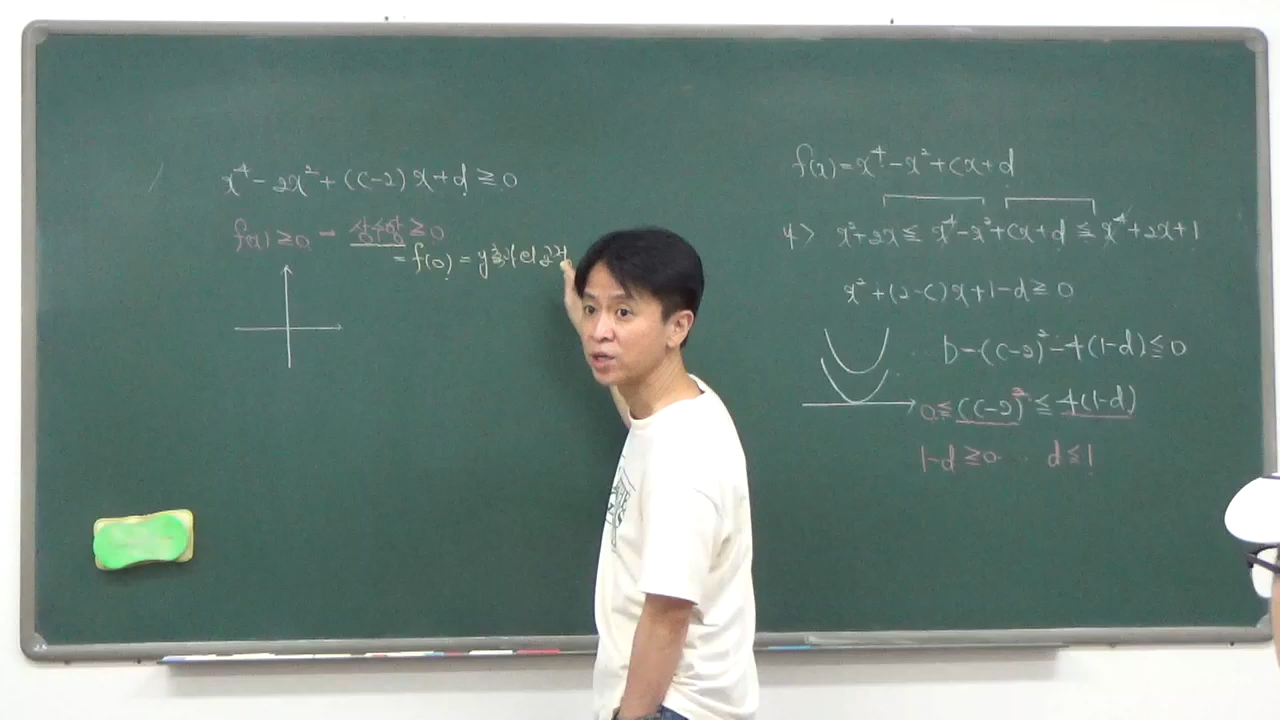 x⁴-2x²+(c-2)x+d≧0
f(x)≥0 → 상수항≥0
=f(0)=y절편
f(x)=x⁴-x²+cx+d
4> x²+2x≦x⁴-x²+cx+d≦x⁴+2x+1
x²+(2-c)x+1-d≥0
D=(c-2)²-4(1-d)≦0
0≦(c-2)²≦4(1-d)
1-d≧0 ... d≦1